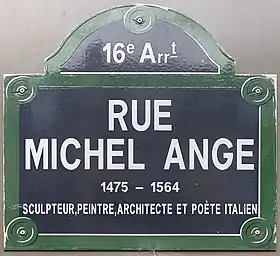 16e Arrt
RUE
MICHEL ANGE
1475 – 1564
SCULPTEUR,PEINTRE,ARCHITECTE ET POÈTE ITALIEN